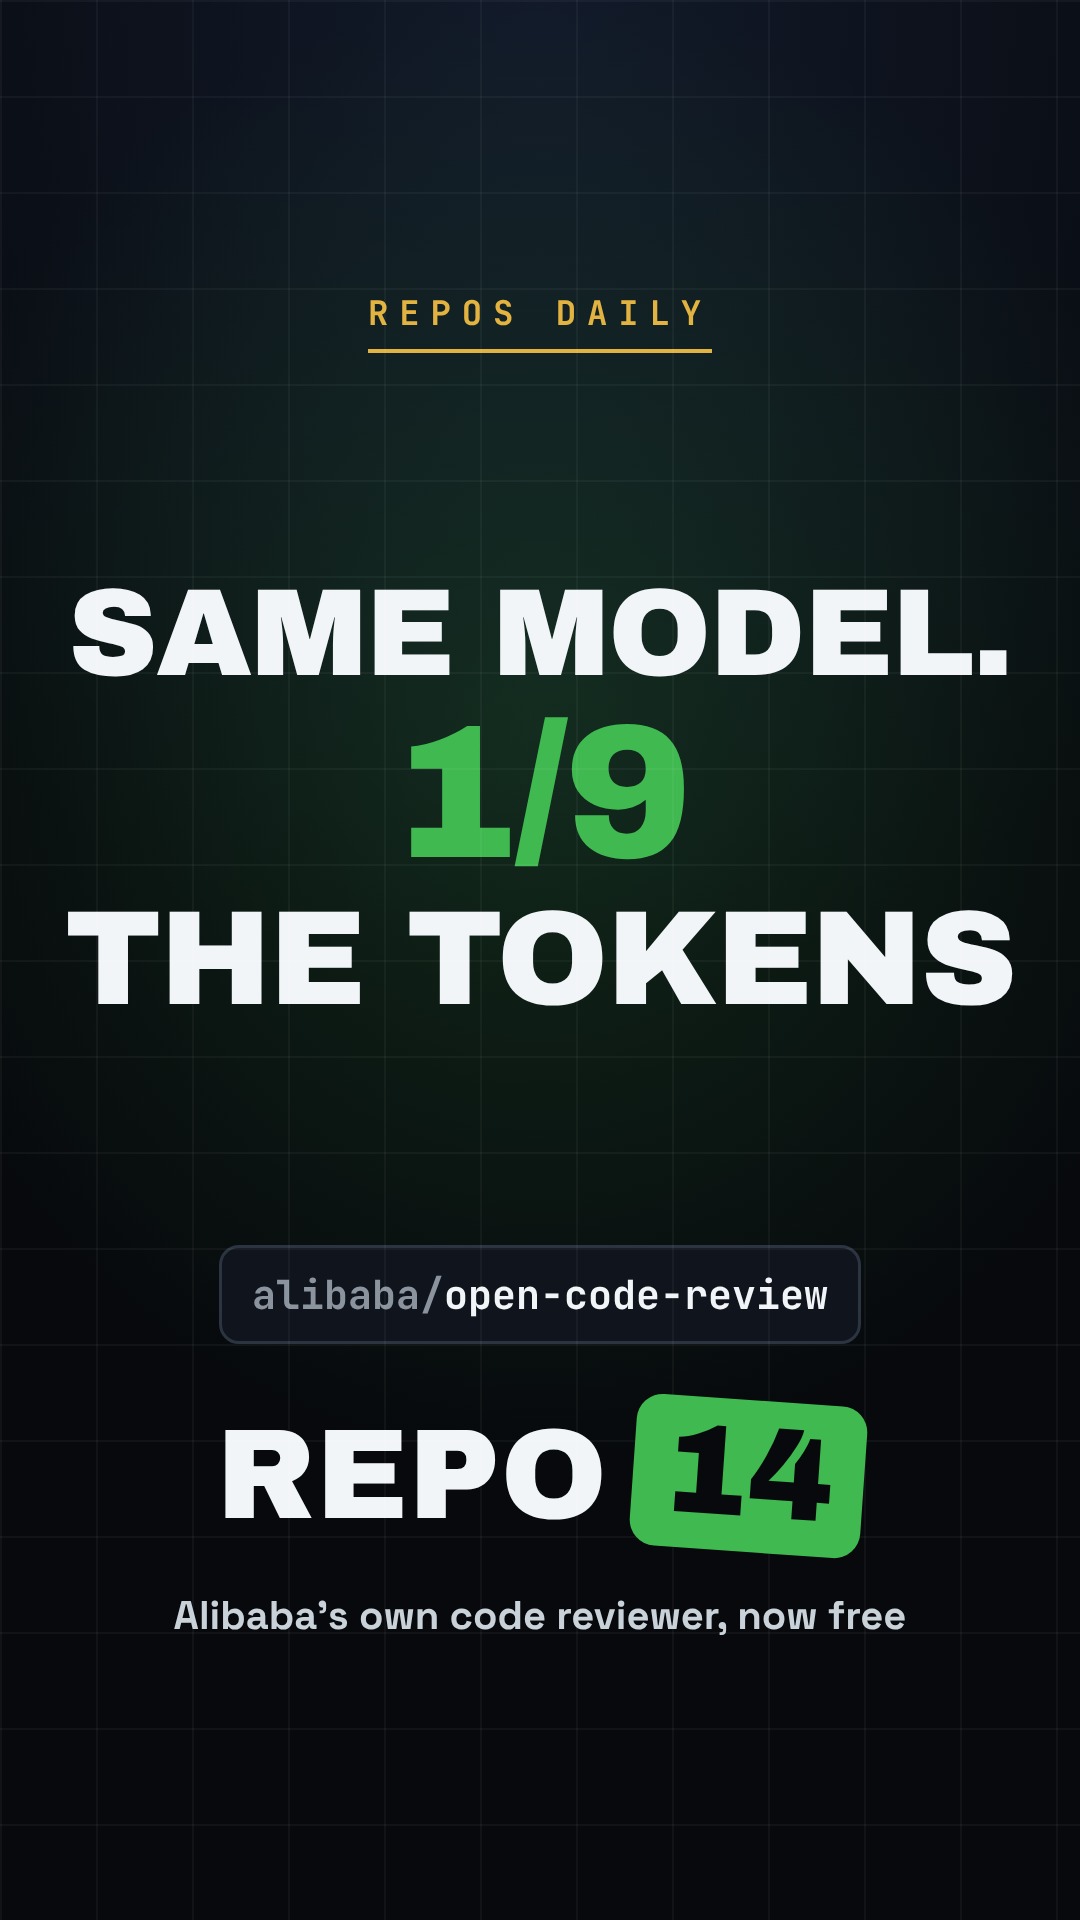 REPOS DAILY
SAME MODEL.
1/9
THE TOKENS
alibaba/open-code-review
REPO 14
Alibaba’s own code reviewer, now free